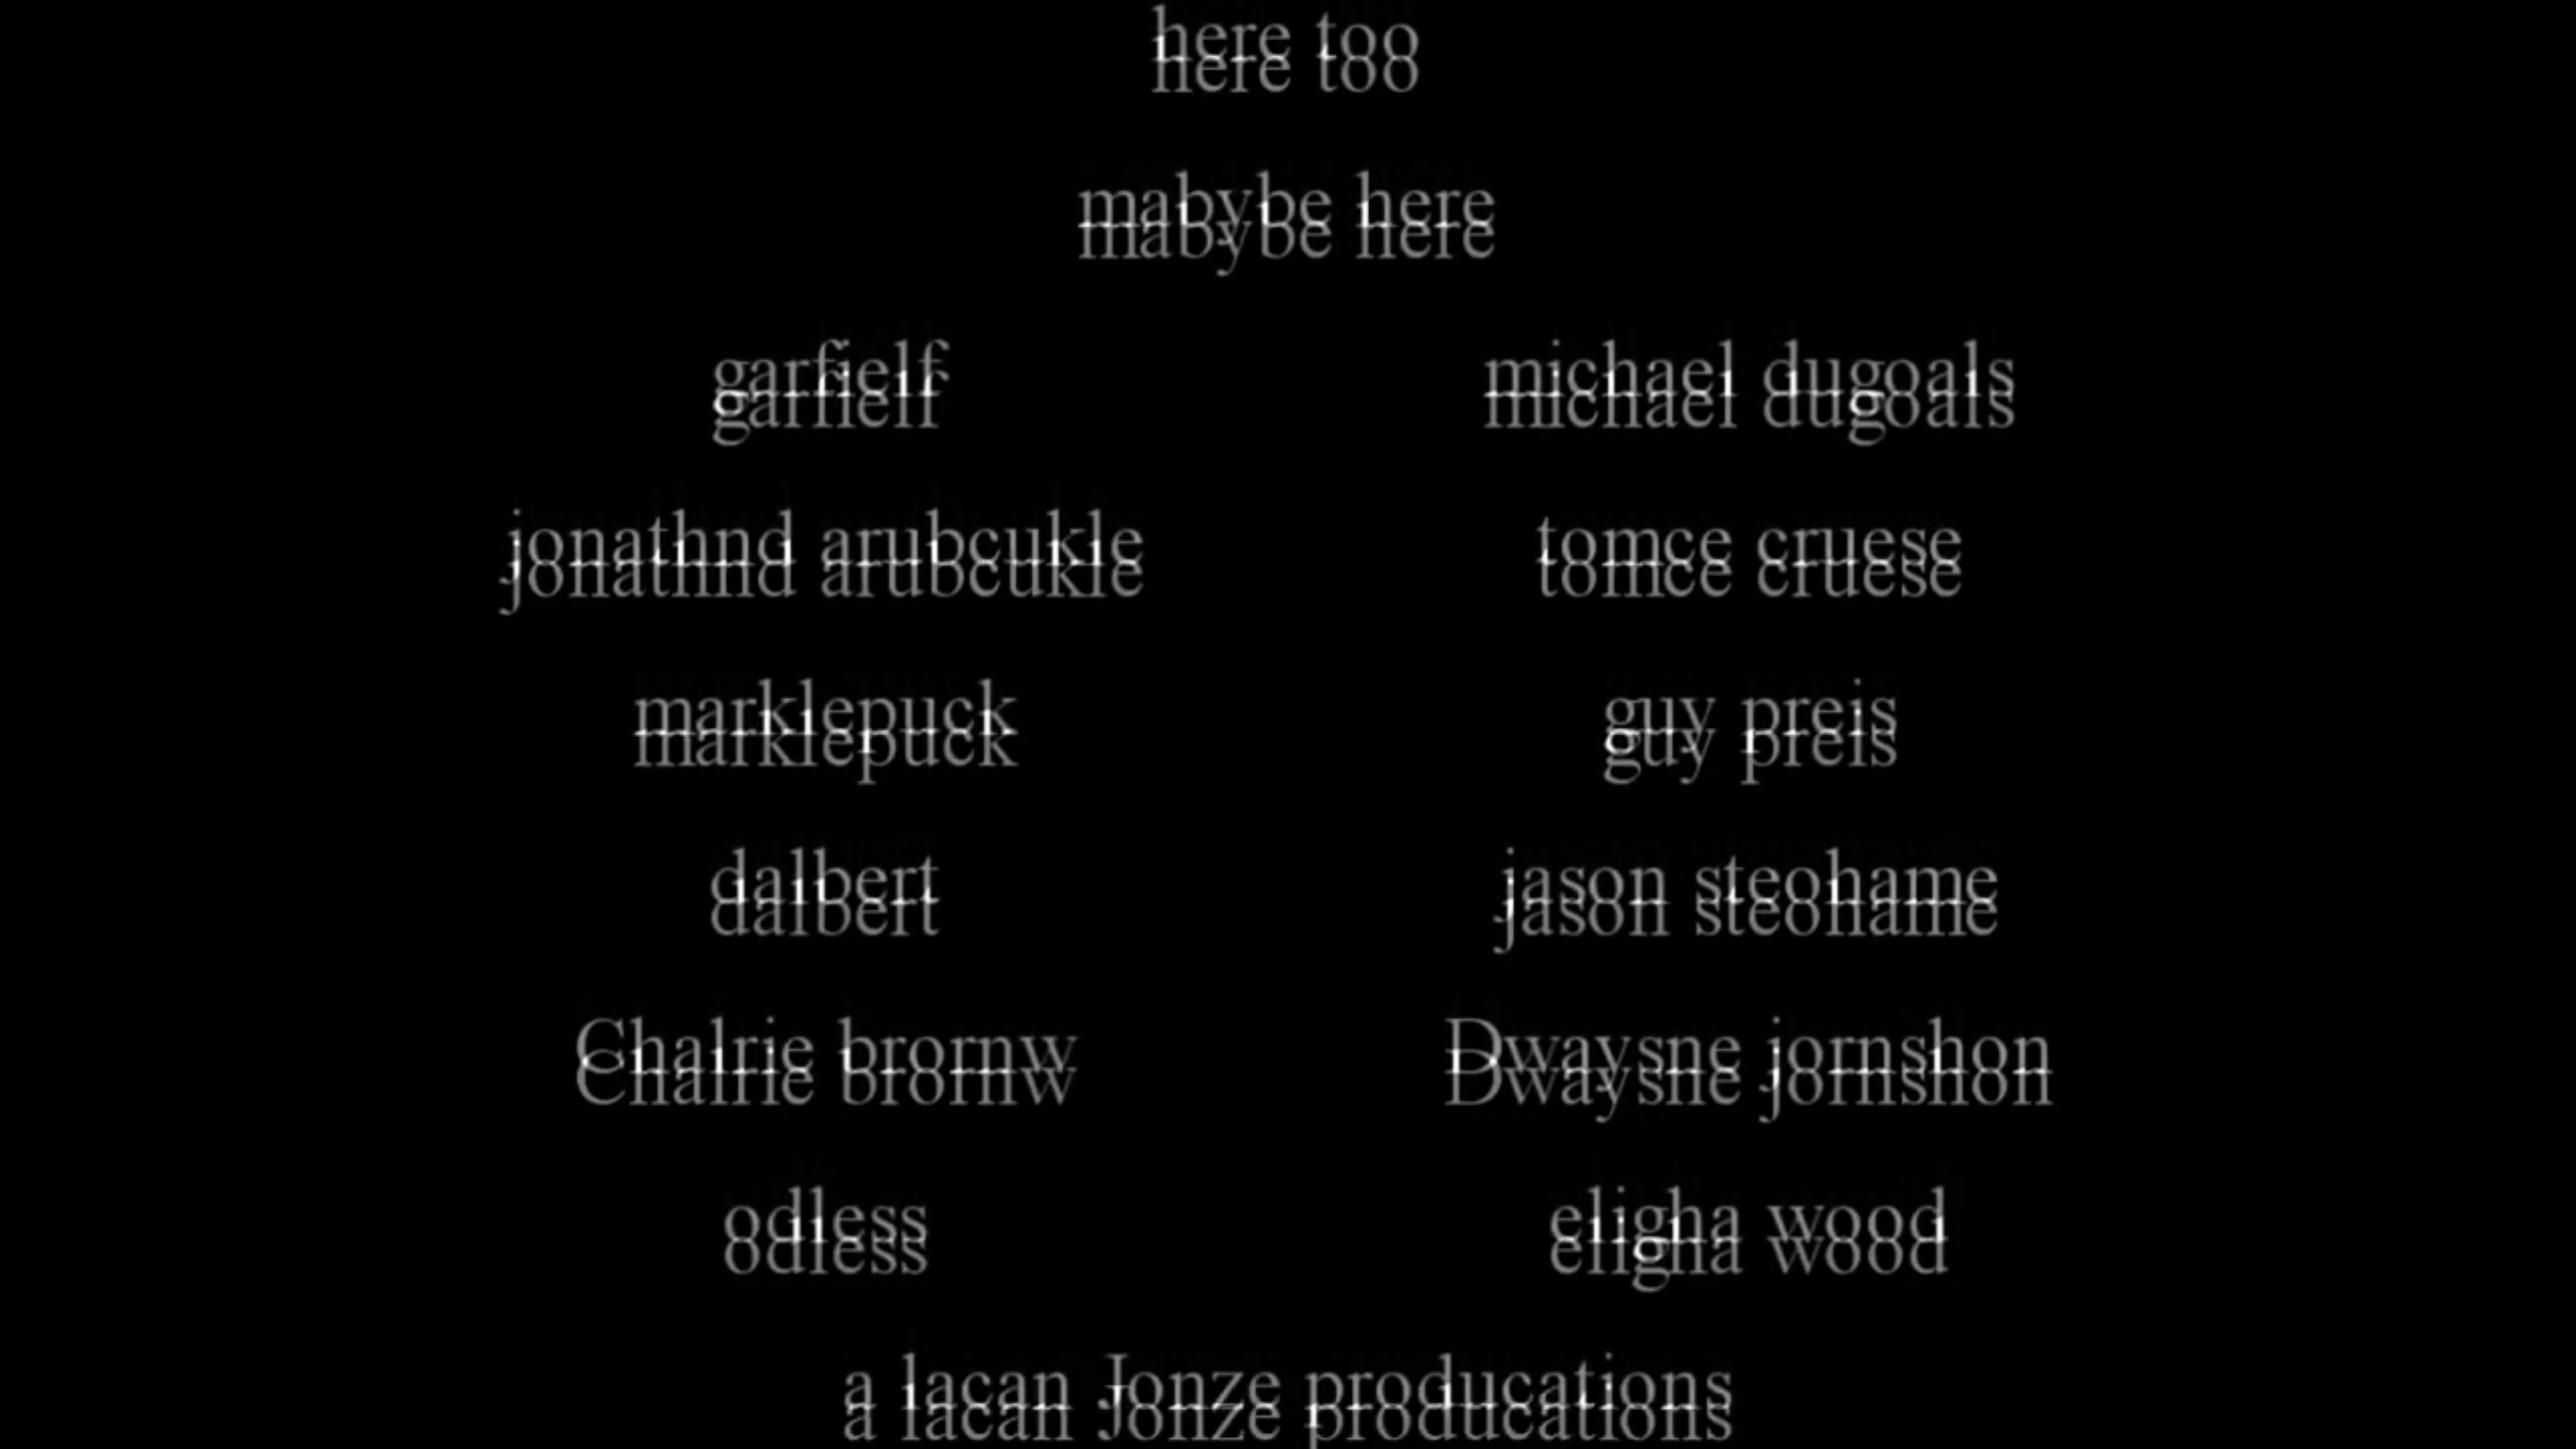 here too
mabybe here
garfielf michael dugoals
jonathnd arubcukle tomce cruese
marklepuck guy preis
dalbert jason steohame
Chalrie brornw Dwaysne jornshon
odless eligha wood
a lacan Jonze producations